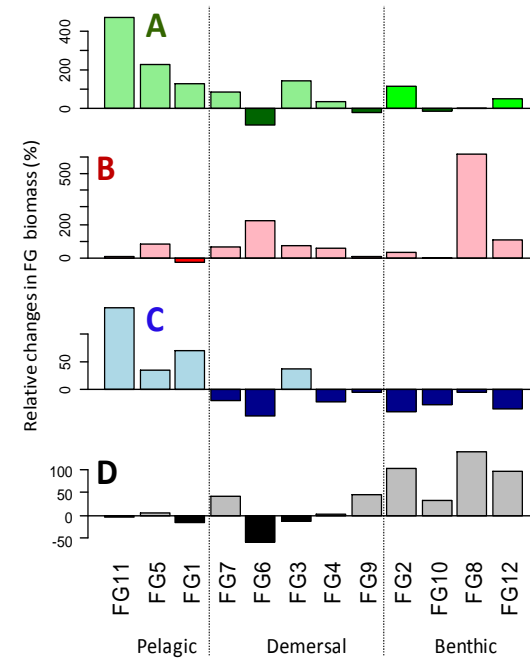 A
400
200
0
B
500
200
0
C
50
0
D
100
50
0
-50
Relative changes in FG biomass (%)
FG11
FG5
FG1
FG7
FG6
FG3
FG4
FG9
FG2
FG10
FG8
FG12
Pelagic
Demersal
Benthic